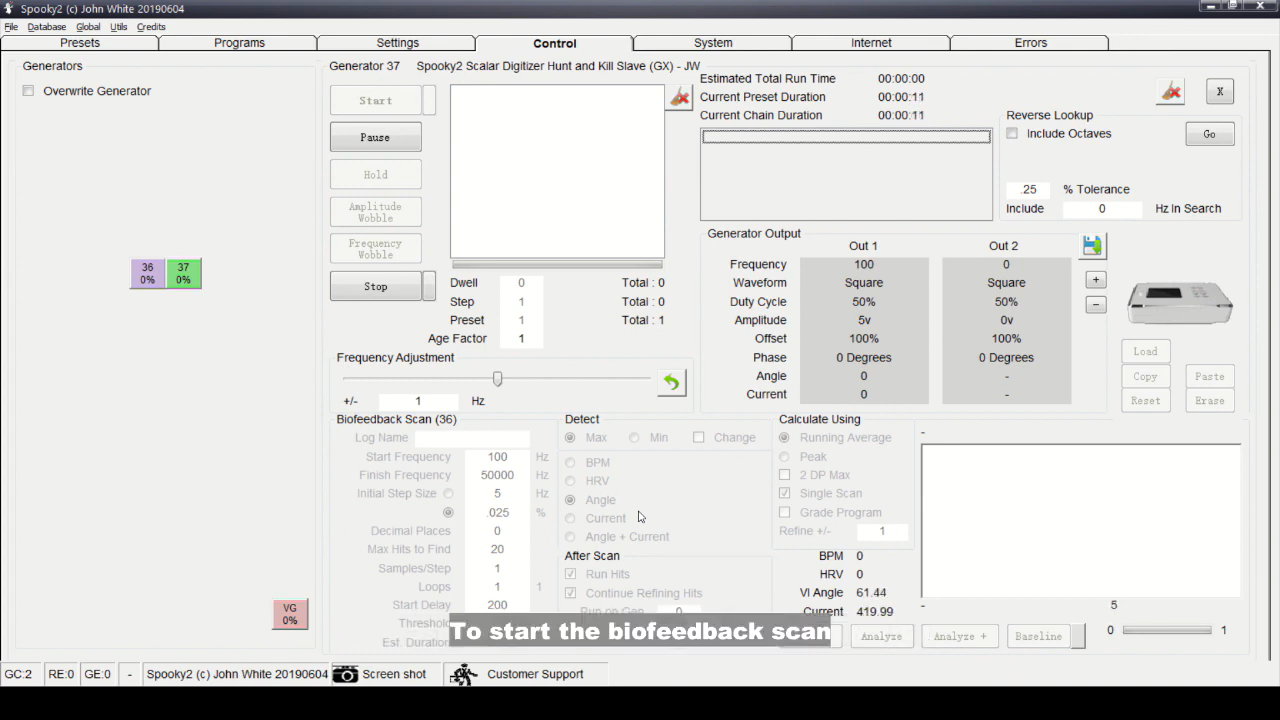 Spooky2 (c) John White 20190604
File Database Global Utils Credits
Presets Programs Settings Control System Internet Errors
Generators
Overwrite Generator
36 37
0% 0%
VG
0%
Generator 37 Spooky2 Scalar Digitizer Hunt and Kill Slave (GX) - JW
Start
Pause
Hold
Amplitude
Wobble
Frequency
Wobble
Stop
Dwell 0 Total : 0
Step 1 Total : 0
Preset 1 Total : 1
Age Factor 1
Frequency Adjustment
+/- 1 Hz
Estimated Total Run Time 00:00:00
Current Preset Duration 00:00:11
Current Chain Duration 00:00:11
X
Reverse Lookup
Include Octaves Go
.25 % Tolerance
Include 0 Hz In Search
Generator Output
Out 1 Out 2
Frequency 100 0
Waveform Square Square
Duty Cycle 50% 50%
Amplitude 5v 0v
Offset 100% 100%
Phase 0 Degrees 0 Degrees
Angle 0 -
Current 0 -
+
-
Load
Copy Paste
Reset Erase
Biofeedback Scan (36)
Log Name
Start Frequency 100 Hz
Finish Frequency 50000 Hz
Initial Step Size 5 Hz
.025 %
Decimal Places 0
Max Hits to Find 20
Samples/Step 1
Loops 1 1
Start Delay 200
Threshold
Est. Duration
Detect
Max Min Change
BPM
HRV
Angle
Current
Angle + Current
After Scan
Run Hits
Continue Refining Hits
Run on Gen 0
Calculate Using
Running Average
Peak
2 DP Max
Single Scan
Grade Program
Refine +/- 1
BPM 0
HRV 0
VI Angle 61.44
Current 419.99
-
- 5
Analyze Analyze + Baseline 0 1
To start the biofeedback scan
GC:2 RE:0 GE:0 - Spooky2 (c) John White 20190604 Screen shot Customer Support